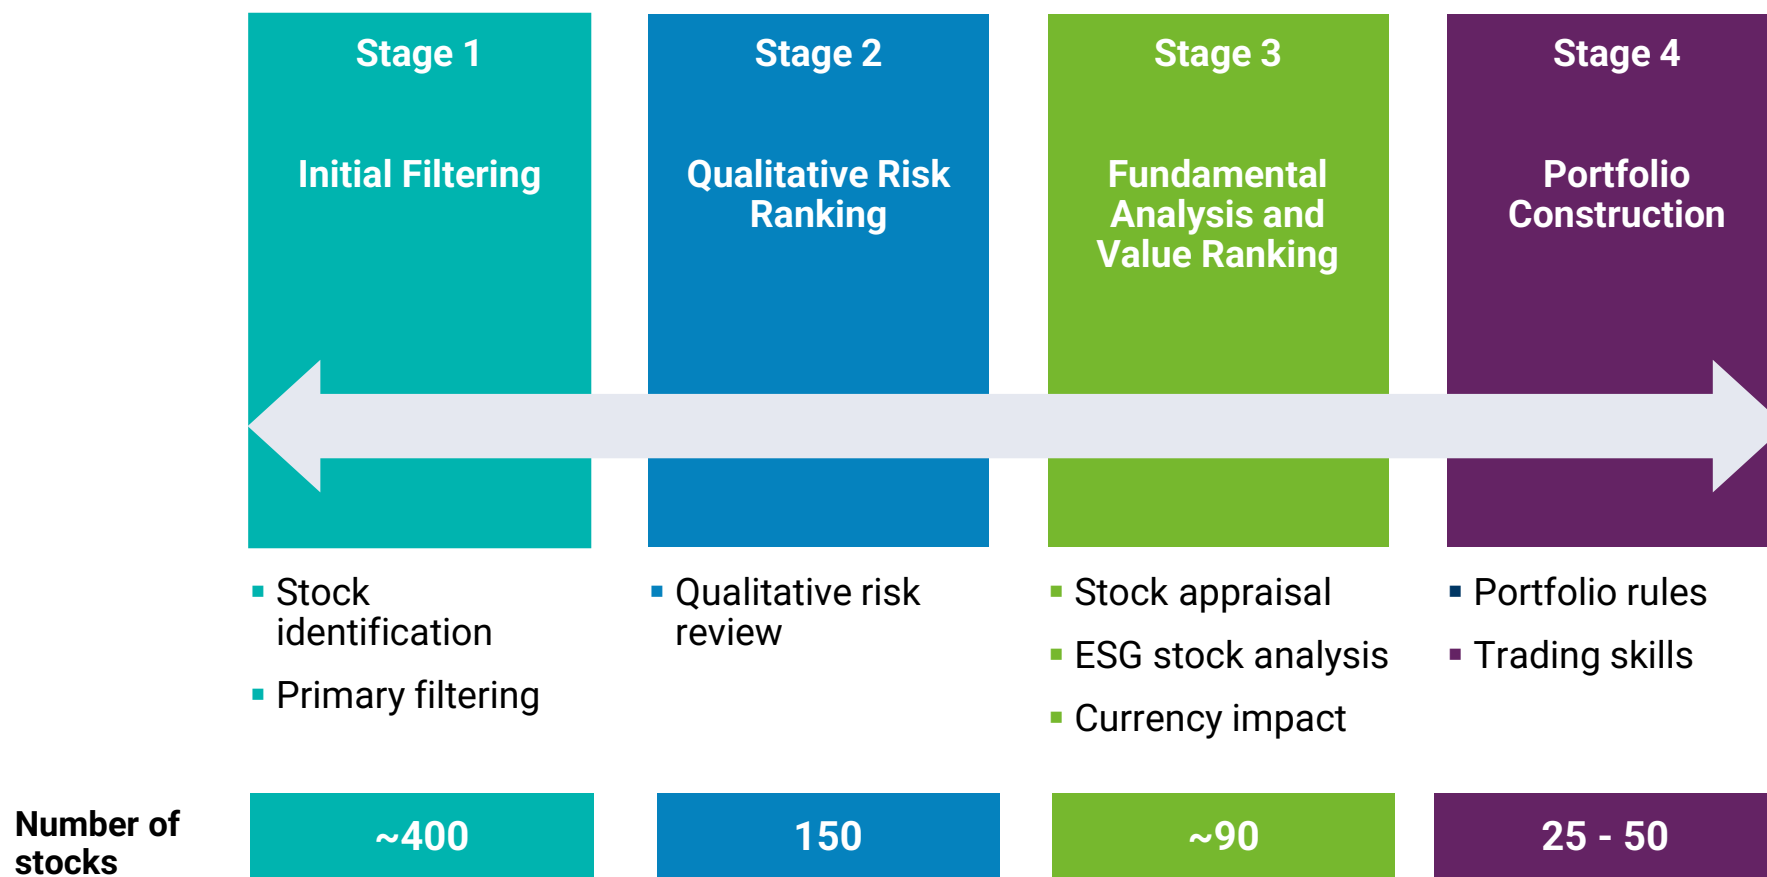 Stage 1
Initial Filtering
Stage 2
Qualitative Risk
Ranking
Stage 3
Fundamental
Analysis and
Value Ranking
Stage 4
Portfolio
Construction
Stock
identification
Primary filtering
Qualitative risk
review
Stock appraisal
ESG stock analysis
Currency impact
Portfolio rules
Trading skills
Number of
stocks
~400
150
~90
25 - 50